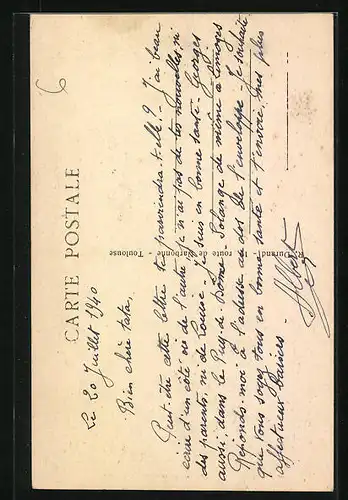 6
CARTE POSTALE
Le 20 Juillet 1940
Bien chère tata,
Peut être cette lettre te parviendra t elle ? J'ai beau
écrire d'un côté ou de l'autre je n'ai pas de tes nouvelles, ni
des parents, ni de Louise - Je suis en bonne santé - Georges
aussi dans le Puy-de-Dôme Solange de même à Limoges
Réponds moi à l'adresse au dos de l'enveloppe - Je souhaite
que vous soyez tous en bonne santé et t'envoie mes plus
affectueux baisers -
R. Durand - route de Narbonne - Toulouse